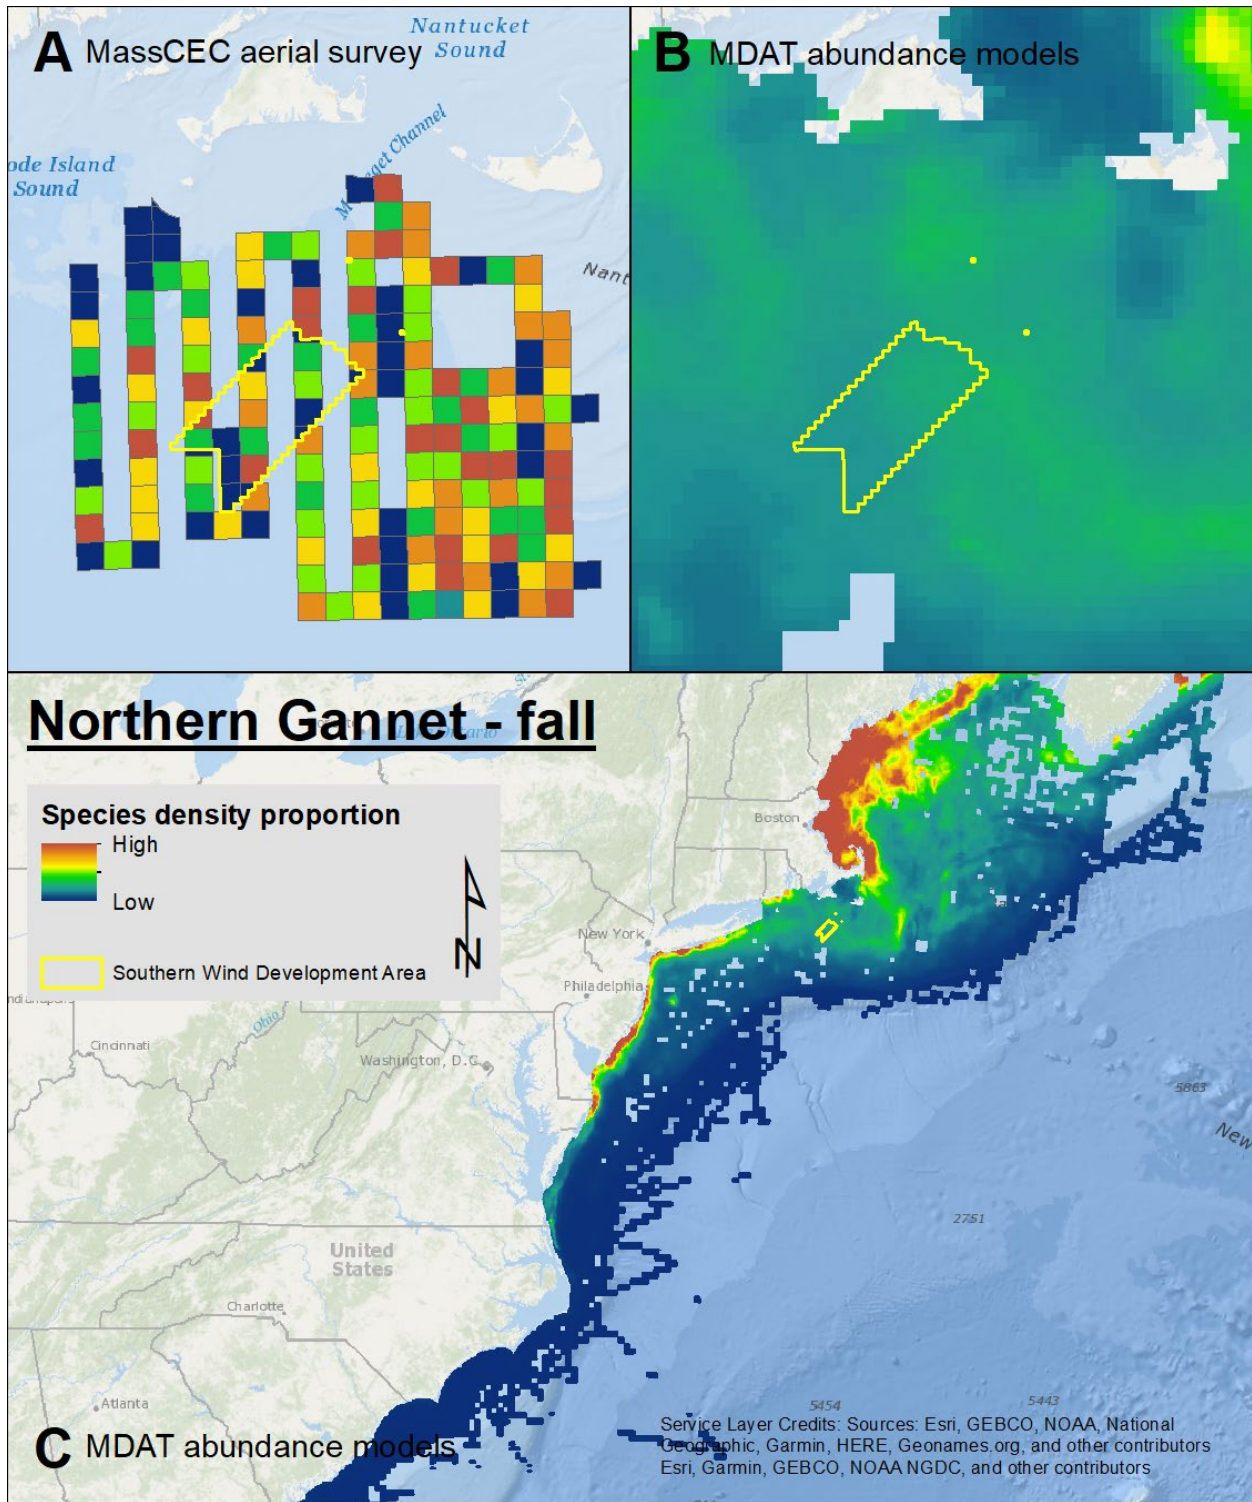 A MassCEC aerial survey
Nantucket
Sound
ode Island
Sound
get Channel
Nant
B MDAT abundance models
Northern Gannet - fall
Species density proportion
High
Low
N
Southern Wind Development Area
Boston
New York
Philadelphia
Ohio
Cincinnati
Washington, D.C
5863
New
2751
United
States
Charlotte
Atlanta
5454
5443
C MDAT abundance models
Service Layer Credits: Sources: Esri, GEBCO, NOAA, National
Geographic, Garmin, HERE, Geonames.org, and other contributors
Esri, Garmin, GEBCO, NOAA NGDC, and other contributors